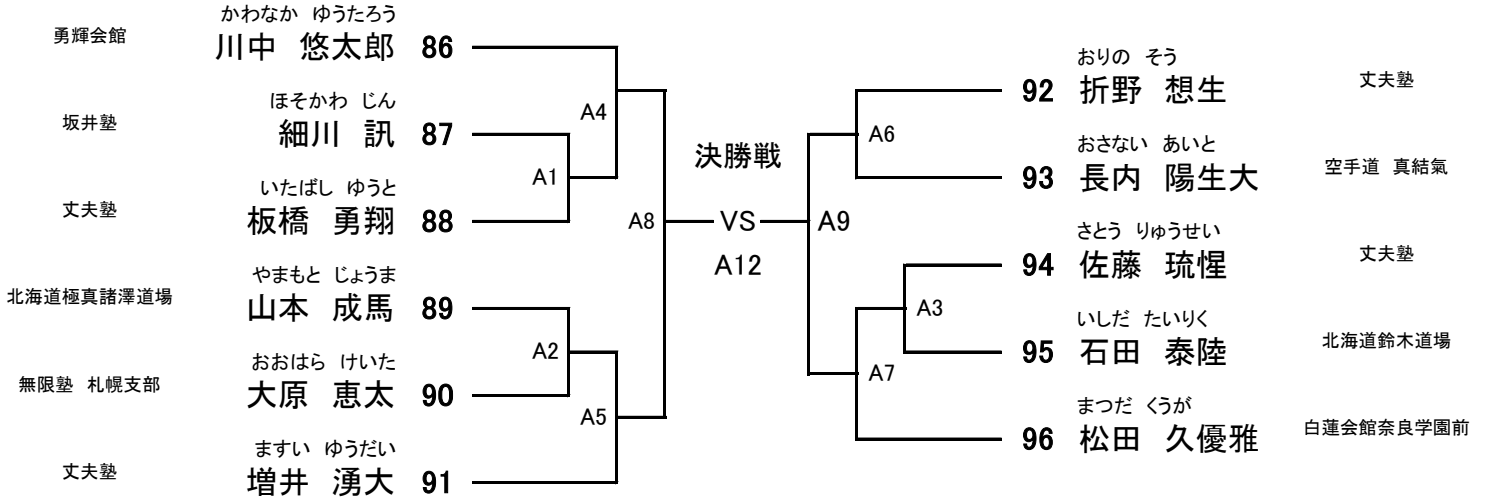 かわなか ゆうたろう
勇輝会館 川中 悠太郎 86
ほそかわ じん
坂井塾 細川 訊 87
いたばし ゆうと
丈夫塾 板橋 勇翔 88
やまもと じょうま
北海道極真諸澤道場 山本 成馬 89
おおはら けいた
無限塾 札幌支部 大原 恵太 90
ますい ゆうだい
丈夫塾 増井 湧大 91
A4
A1
A8
A2
A5
決勝戦
VS
A12
A9
A6
A3
A7
おりの そう
92 折野 想生 丈夫塾
おさない あいと
93 長内 陽生大 空手道 真結氣
さとう りゅうせい
94 佐藤 琉惺 丈夫塾
いしだ たいりく
95 石田 泰陸 北海道鈴木道場
まつだ くうが
96 松田 久優雅 白蓮会館奈良学園前